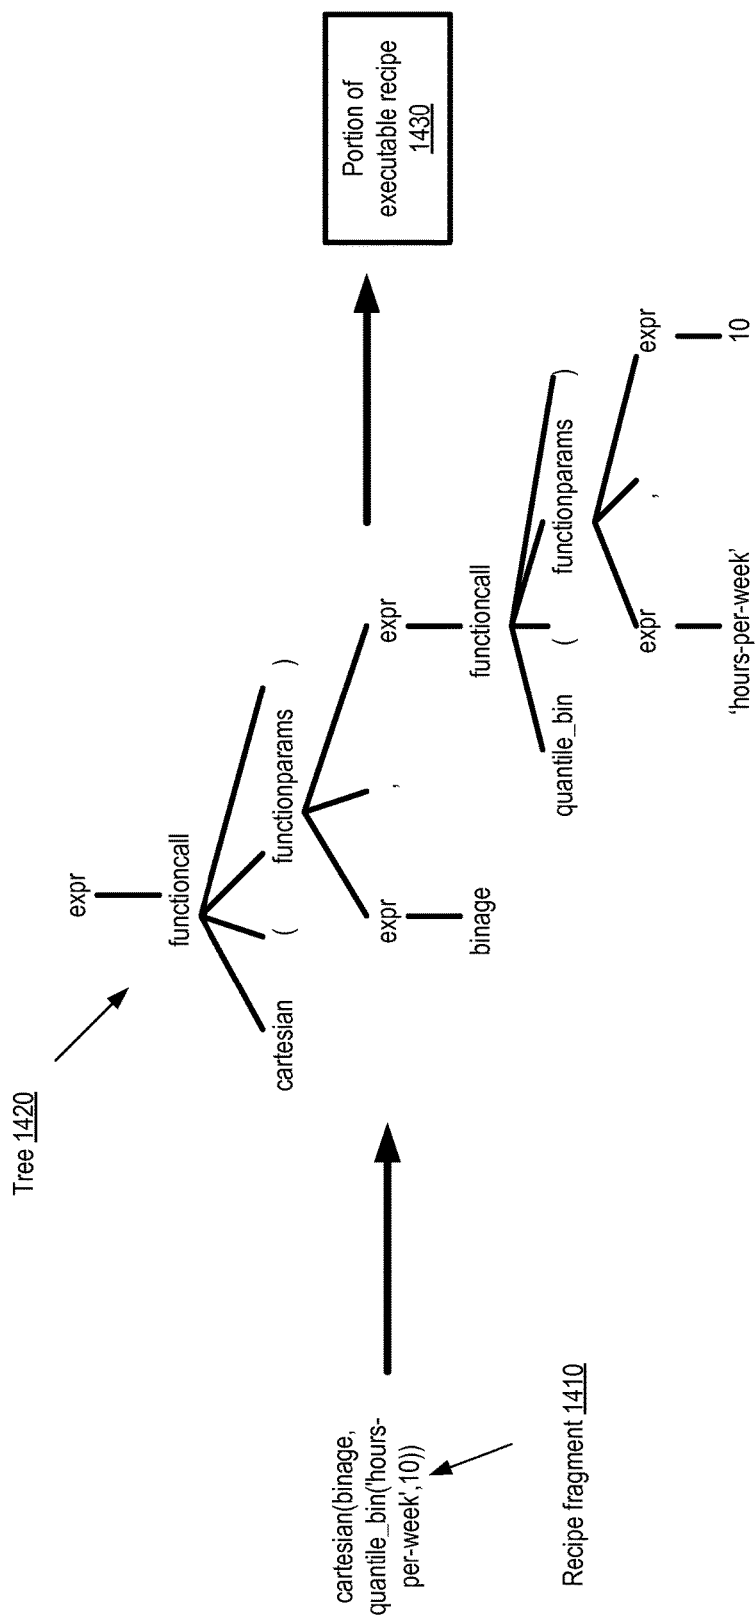 Tree 1420
expr
functioncall
cartesian
(
functionparams
)
cartesian(binage,
quantile_bin('hours-
per-week',10))
Recipe fragment 1410
expr
,
expr
binage
functioncall
quantile_bin
(
functionparams
)
expr
,
expr
‘hours-per-week’
10
Portion of
executable recipe
1430